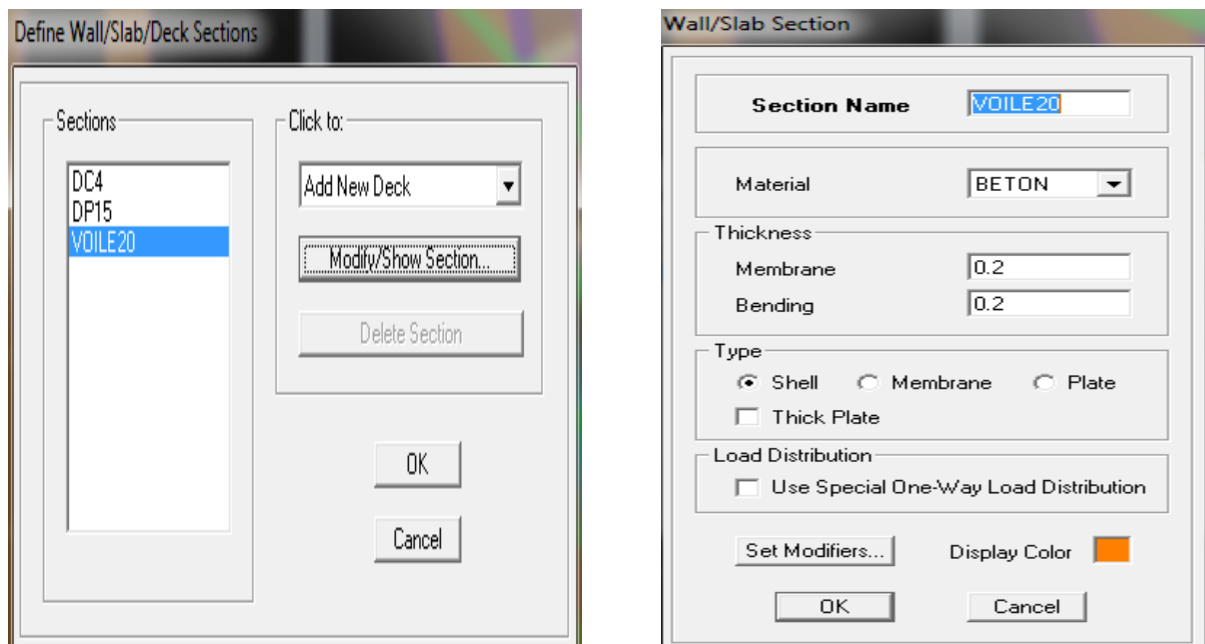 Define Wall/Slab/Deck Sections
Sections
DC4
DP15
VOILE20
Click to:
Add New Deck
Modify/Show Section...
Delete Section
OK
Cancel
Wall/Slab Section
Section Name VOILE20
Material BETON
Thickness
Membrane 0.2
Bending 0.2
Type
Shell Membrane Plate
Thick Plate
Load Distribution
Use Special One-Way Load Distribution
Set Modifiers... Display Color
OK Cancel